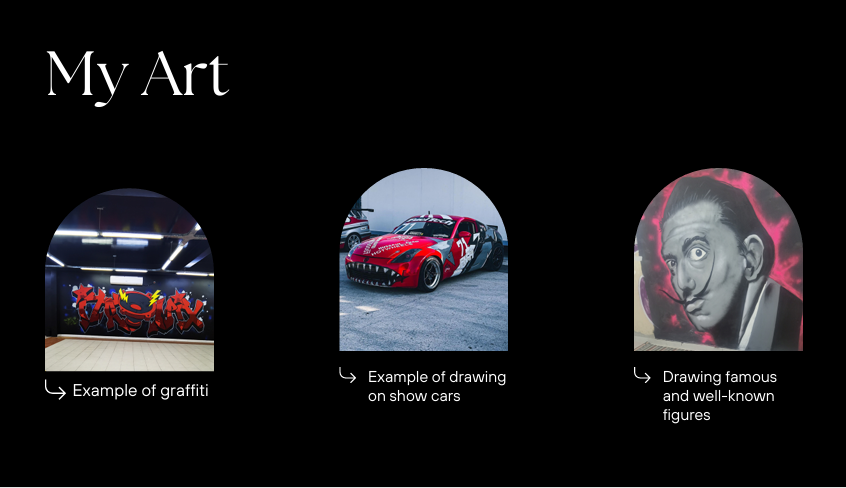 My Art
Example of graffiti
Example of drawing
on show cars
Drawing famous
and well-known
figures